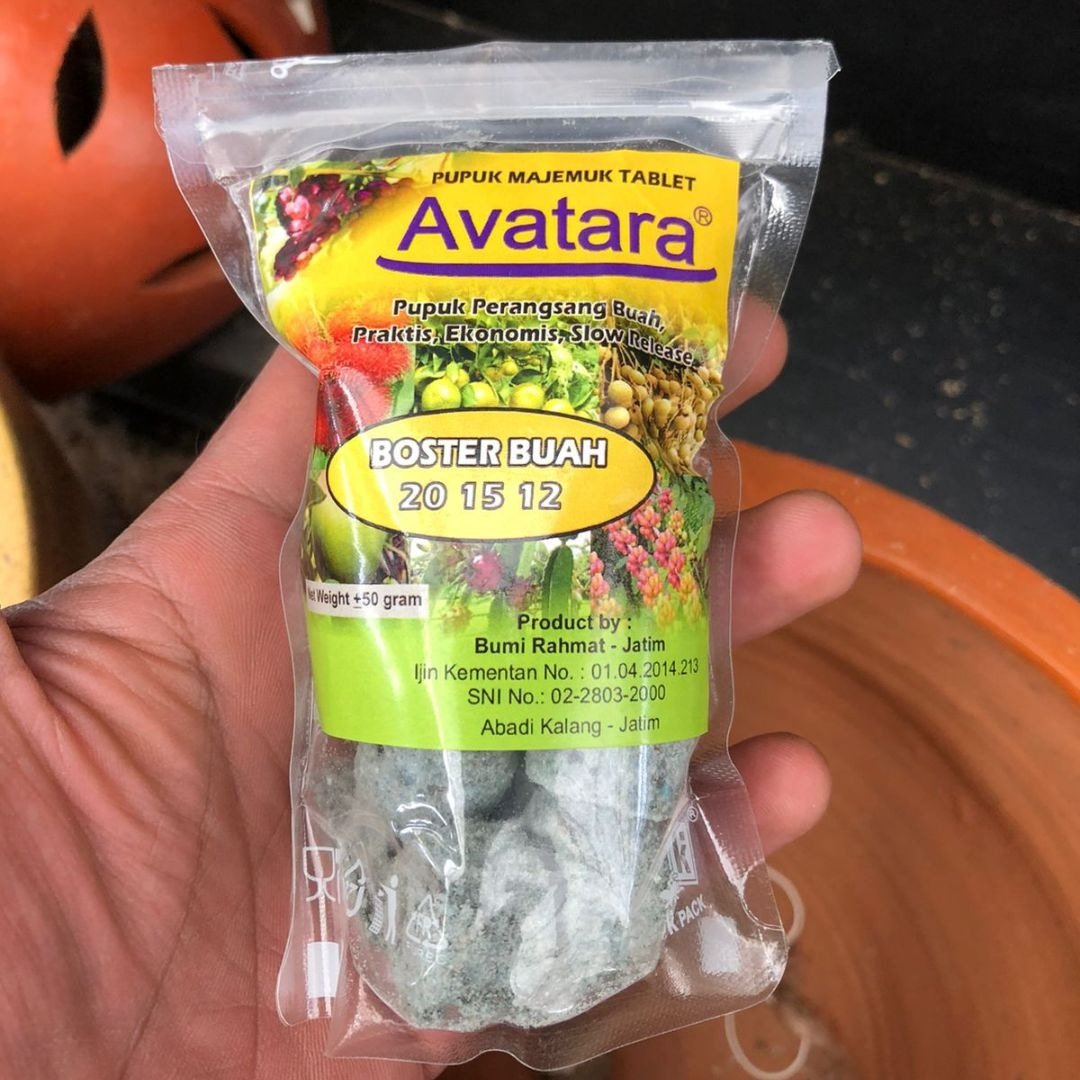 PUPUK MAJEMUK TABLET
Avatara®
Pupuk Perangsang Buah,
Praktis, Ekonomis, Slow Release
BOSTER BUAH
20 15 12
Net Weight ±50 gram
Product by :
Bumi Rahmat - Jatim
Ijin Kementan No. : 01.04.2014.213
SNI No.: 02-2803-2000
Abadi Kalang - Jatim
PACK